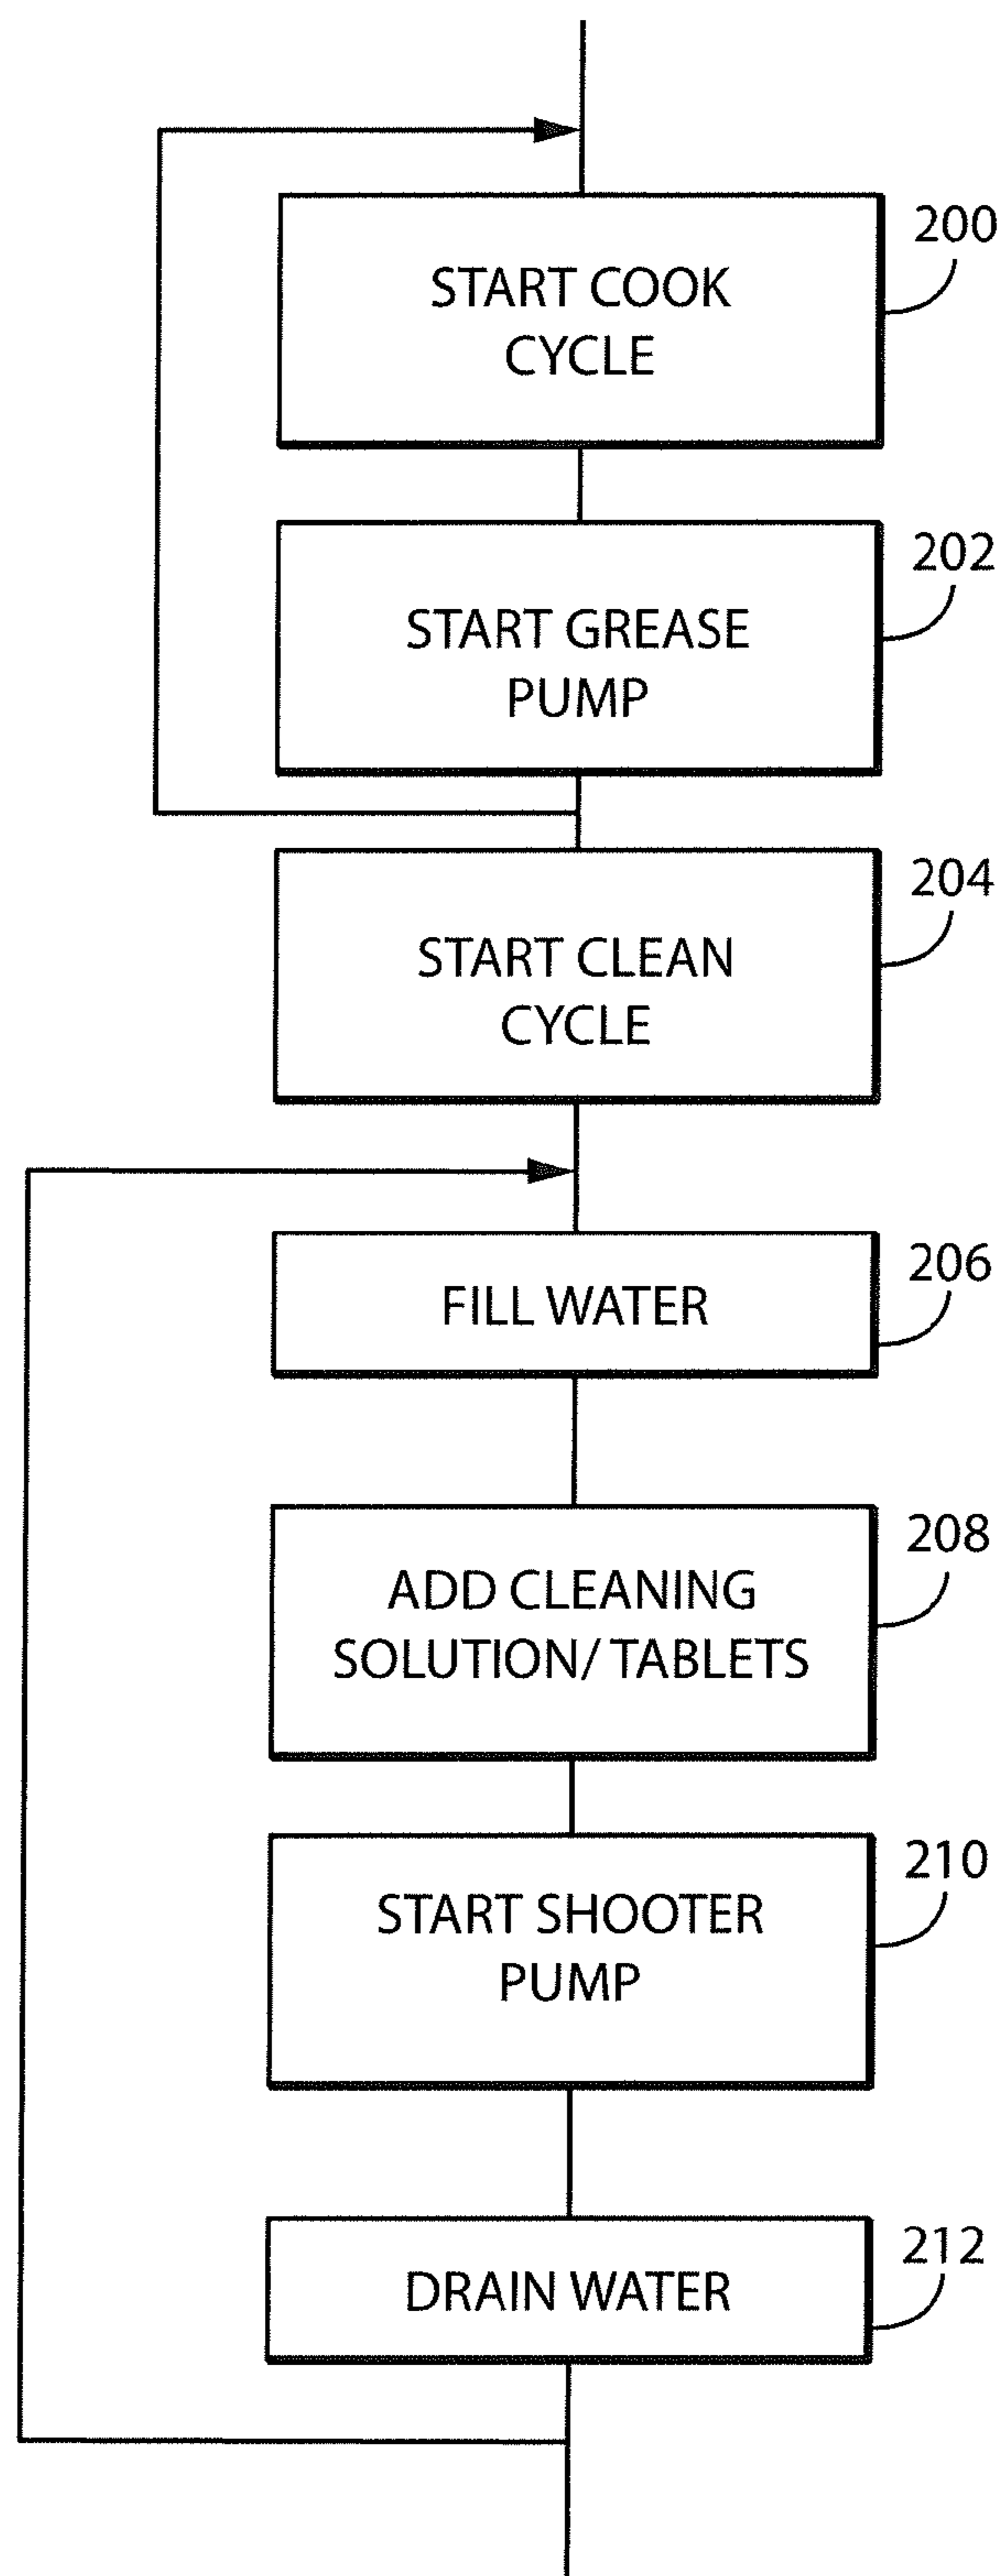 200
START COOK
CYCLE
202
START GREASE
PUMP
204
START CLEAN
CYCLE
206
FILL WATER
208
ADD CLEANING
SOLUTION/ TABLETS
210
START SHOOTER
PUMP
212
DRAIN WATER